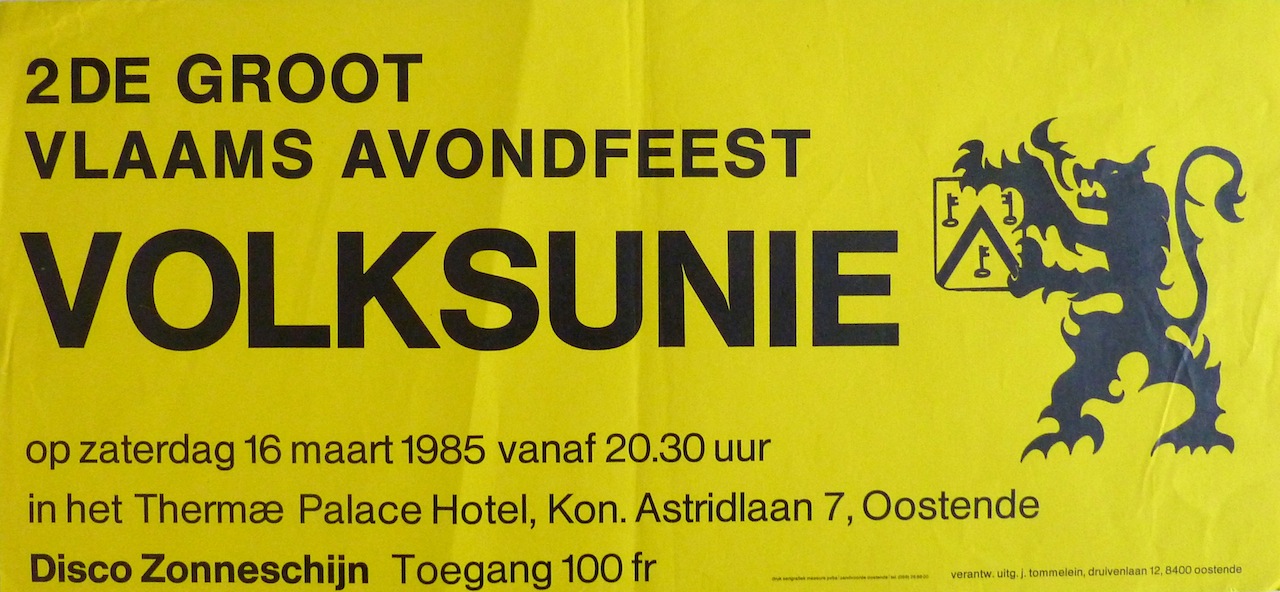 2DE GROOT
VLAAMS AVONDFEEST
VOLKSUNIE
op zaterdag 16 maart 1985 vanaf 20.30 uur
in het Thermæ Palace Hotel, Kon. Astridlaan 7, Oostende
Disco Zonneschijn Toegang 100 fr
verantw. uitg. j. tommelein, druivenlaan 12, 8400 oostende